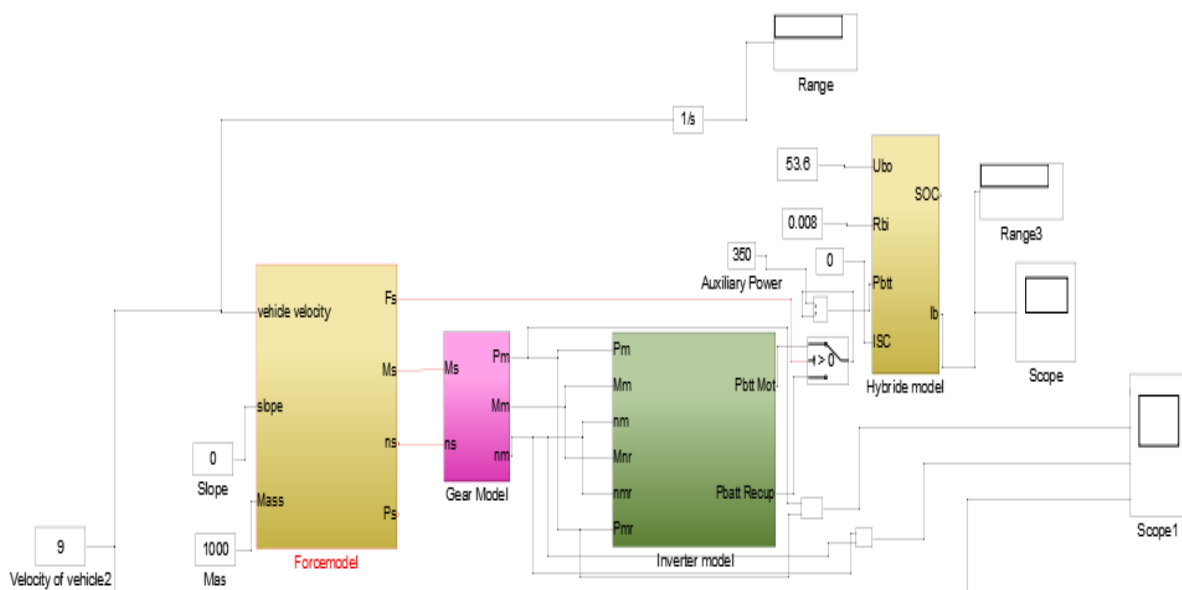 Range
1/s
53.6
Ubo
SOC
0.008
Rbi
Range3
350
0
Auxiliary Power
Pbtt
Ib
ISC
> 0
Hybride model
Scope
vehicle velocity
Fs
Ms
slope
ns
Mass
Ps
Forcemodel
0
Slope
1000
Mas
9
Velocity of vehicle2
Ms
Pm
Mm
ns
nm
Gear Model
Pm
Mm
Pbtt Mot
nm
Mnr
nmr
Pbatt Recup
Pmr
Inverter model
Scope1